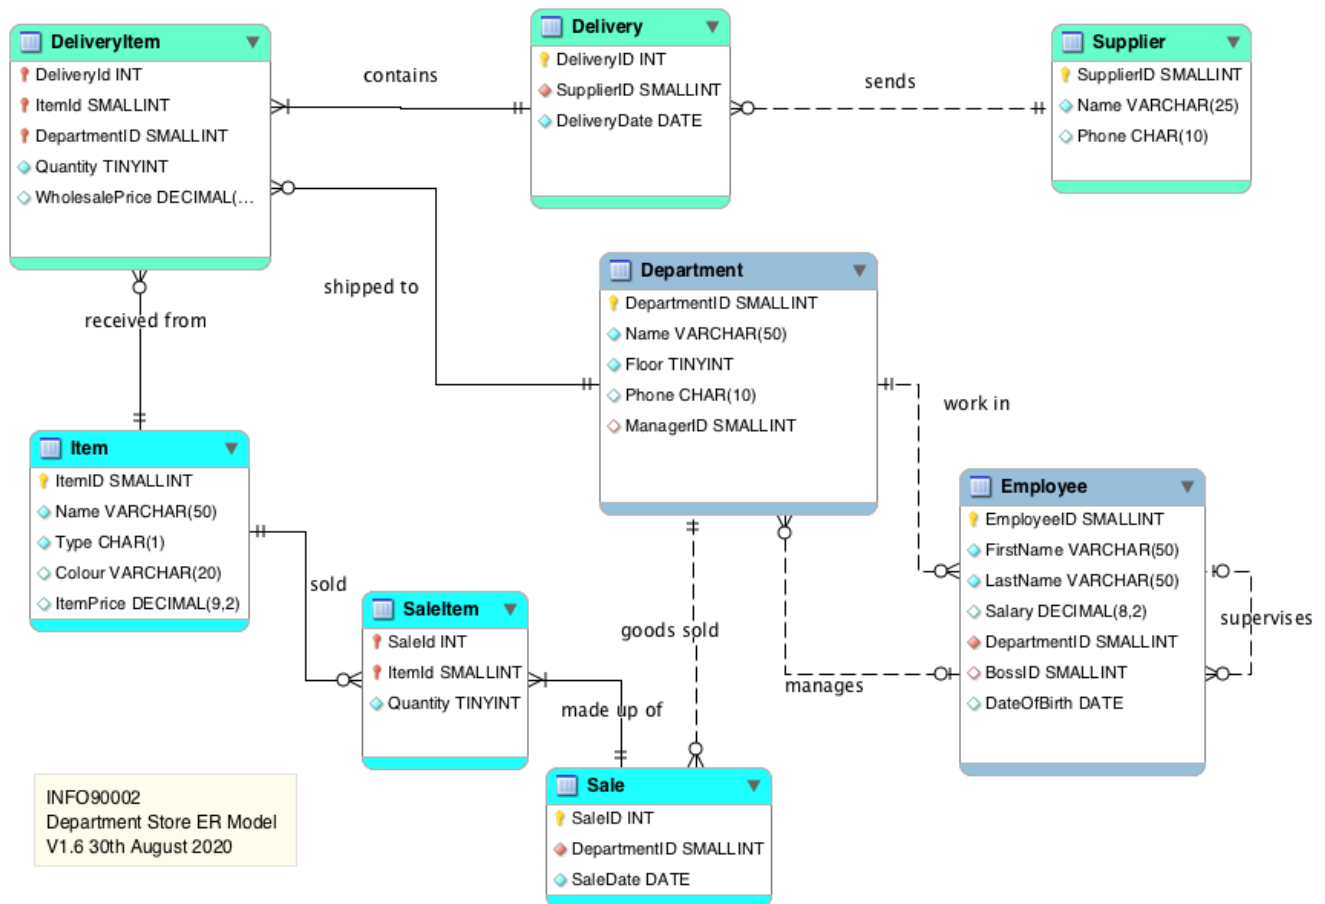 DeliveryItem
DeliveryId INT
ItemId SMALLINT
DepartmentID SMALLINT
Quantity TINYINT
WholesalePrice DECIMAL(...
contains
Delivery
DeliveryID INT
SupplierID SMALLINT
DeliveryDate DATE
sends
Supplier
SupplierID SMALLINT
Name VARCHAR(25)
Phone CHAR(10)
shipped to
received from
Department
DepartmentID SMALLINT
Name VARCHAR(50)
Floor TINYINT
Phone CHAR(10)
ManagerID SMALLINT
work in
Item
ItemID SMALLINT
Name VARCHAR(50)
Type CHAR(1)
Colour VARCHAR(20)
ItemPrice DECIMAL(9,2)
sold
SaleItem
SaleId INT
ItemId SMALLINT
Quantity TINYINT
made up of
goods sold
manages
Employee
EmployeeID SMALLINT
FirstName VARCHAR(50)
LastName VARCHAR(50)
Salary DECIMAL(8,2)
DepartmentID SMALLINT
BossID SMALLINT
DateOfBirth DATE
supervises
Sale
SaleID INT
DepartmentID SMALLINT
SaleDate DATE
INFO90002
Department Store ER Model
V1.6 30th August 2020